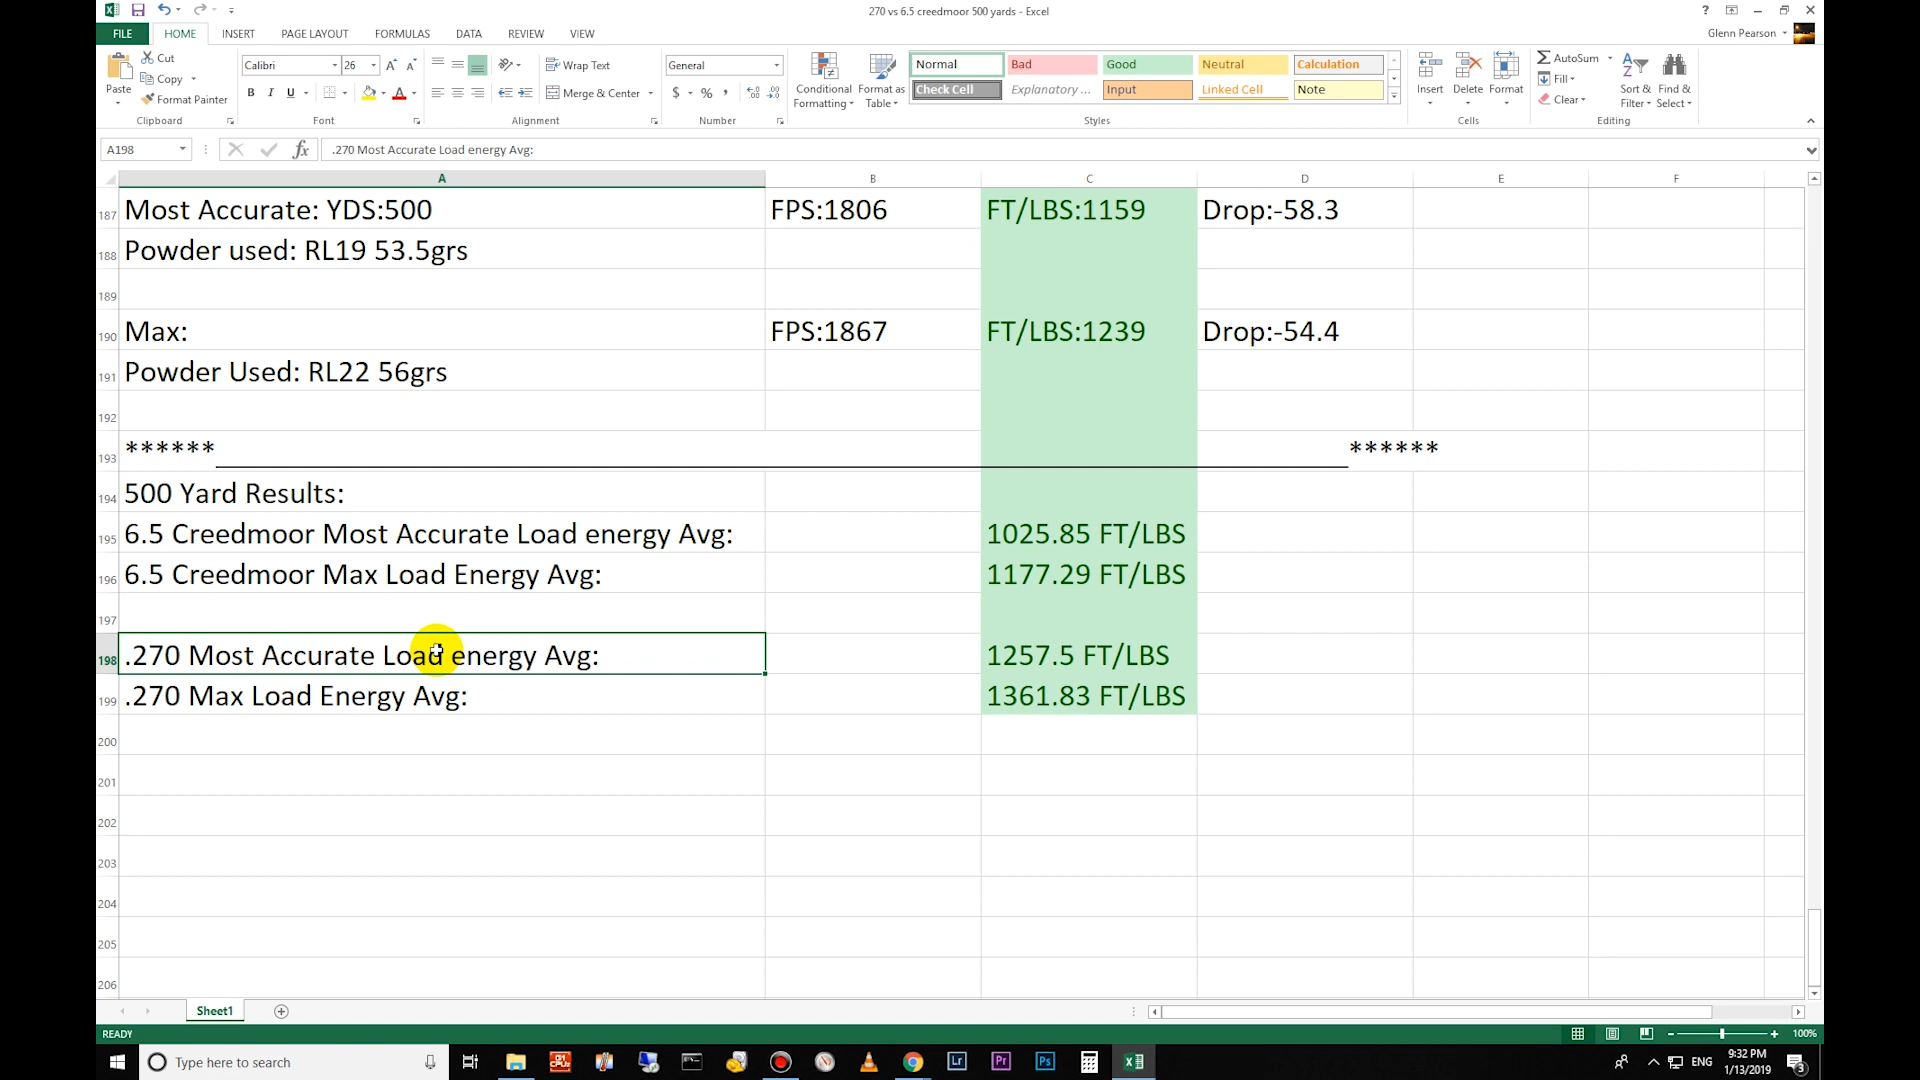 270 vs 6.5 creedmoor 500 yards - Excel
?
FILE HOME INSERT PAGE LAYOUT FORMULAS DATA REVIEW VIEW
Glenn Pearson
Paste
Cut
Copy
Format Painter
Clipboard
Calibri 26
B I U
Font
Wrap Text
Merge & Center
Alignment
General
$ % ,
Number
Conditional Formatting
Format as Table
Normal Bad Good Neutral Calculation
Check Cell Explanatory ... Input Linked Cell Note
Styles
Insert Delete Format
Cells
AutoSum
Fill
Clear
Sort & Filter
Find & Select
Editing
A198
fx
.270 Most Accurate Load energy Avg:
A B C D E F
187 Most Accurate: YDS:500 FPS:1806 FT/LBS:1159 Drop:-58.3
188 Powder used: RL19 53.5grs
189
190 Max: FPS:1867 FT/LBS:1239 Drop:-54.4
191 Powder Used: RL22 56grs
192
193 ****** ******
194 500 Yard Results:
195 6.5 Creedmoor Most Accurate Load energy Avg: 1025.85 FT/LBS
196 6.5 Creedmoor Max Load Energy Avg: 1177.29 FT/LBS
197
198 .270 Most Accurate Load energy Avg: 1257.5 FT/LBS
199 .270 Max Load Energy Avg: 1361.83 FT/LBS
200
201
202
203
204
205
206
Sheet1
READY
100%
Type here to search
Lr Pr Ps
ENG
9:32 PM
1/13/2019
3